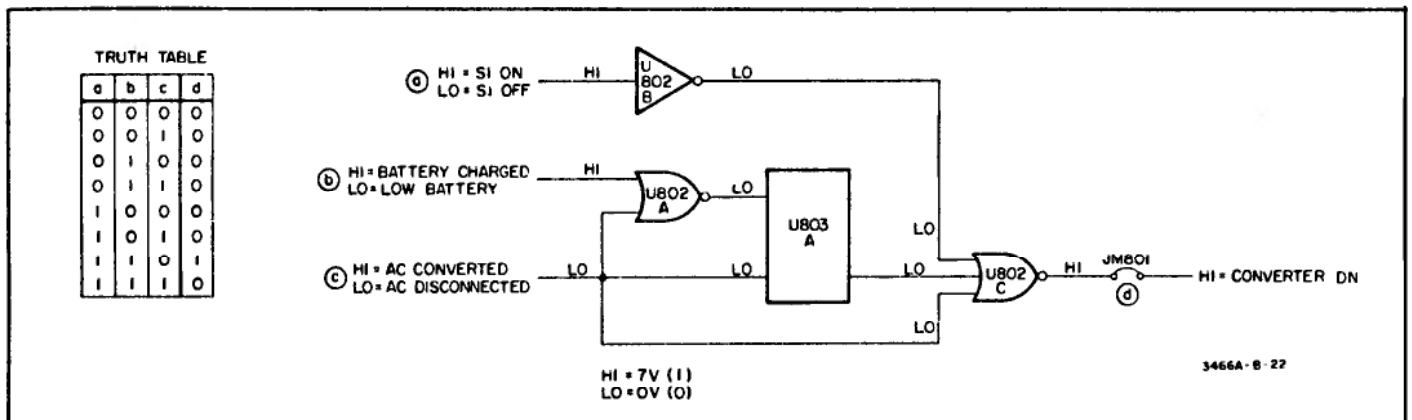 TRUTH TABLE
a b c d
0 0 0 0
0 0 1 0
0 1 0 0
0 1 1 0
1 0 0 0
1 0 1 0
1 1 0 1
1 1 1 0
a HI = S1 ON
LO = S1 OFF
HI
U
802
B
LO
b HI = BATTERY CHARGED
LO = LOW BATTERY
HI
U802
A
LO
U803
A
c HI = AC CONVERTED
LO = AC DISCONNECTED
LO
LO
LO
LO
LO
U802
C
HI
JM801
d
HI = CONVERTER DN
HI = 7V (1)
LO = 0V (0)
3466A-B-22